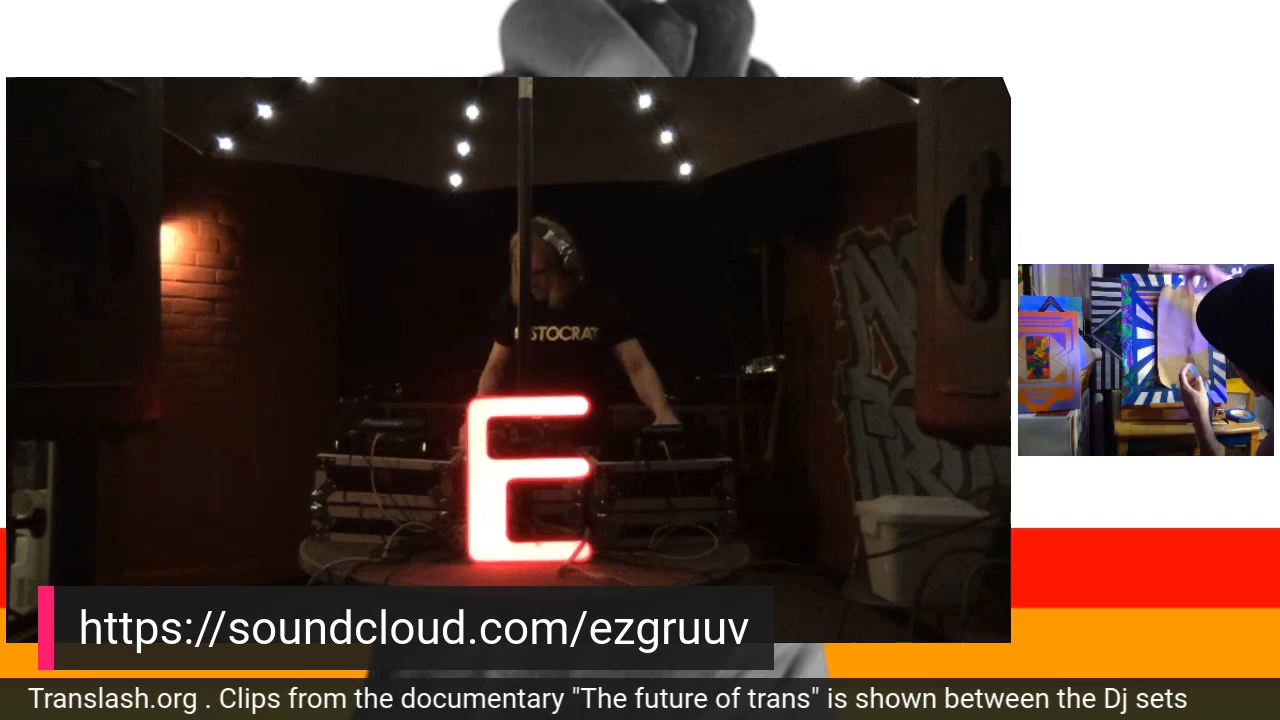 STOCRAT
E
https://soundcloud.com/ezgruuv
Translash.org . Clips from the documentary "The future of trans" is shown between the Dj sets